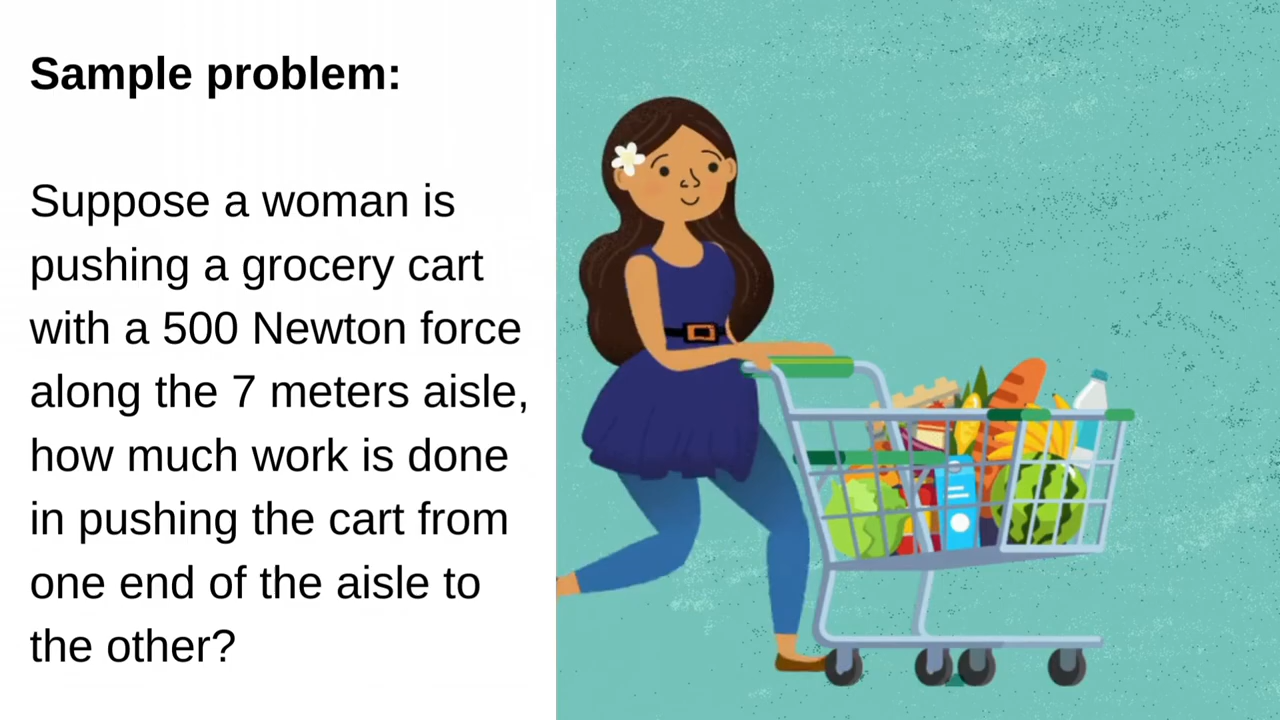 Sample problem:
Suppose a woman is
pushing a grocery cart
with a 500 Newton force
along the 7 meters aisle,
how much work is done
in pushing the cart from
one end of the aisle to
the other?